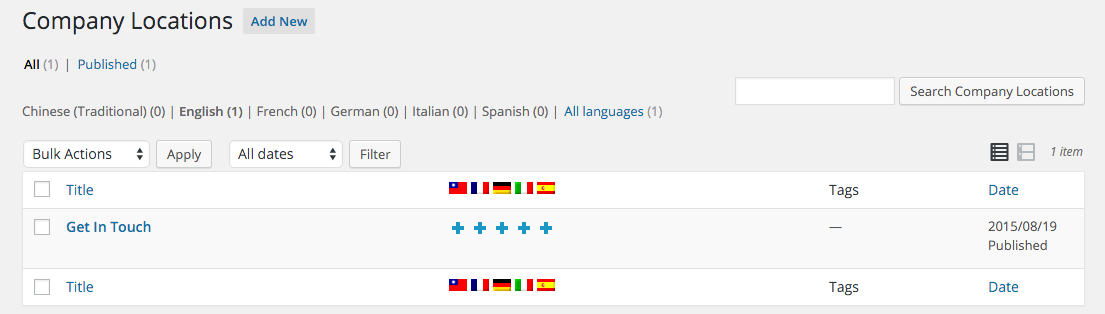 Company Locations Add New
All (1) | Published (1)
Search Company Locations
Chinese (Traditional) (0) | English (1) | French (0) | German (0) | Italian (0) | Spanish (0) | All languages (1)
Bulk Actions Apply All dates Filter 1 item
Title Tags Date
Get In Touch — 2015/08/19
Published
Title Tags Date